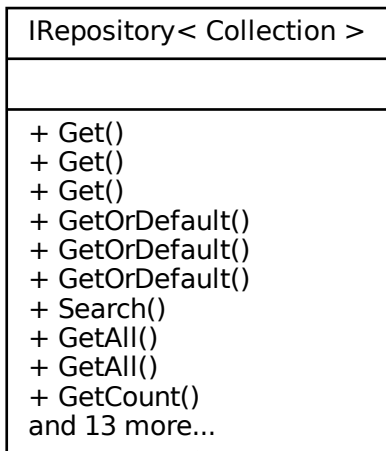 IRepository< Collection >
+ Get()
+ Get()
+ Get()
+ GetOrDefault()
+ GetOrDefault()
+ GetOrDefault()
+ Search()
+ GetAll()
+ GetAll()
+ GetCount()
and 13 more...